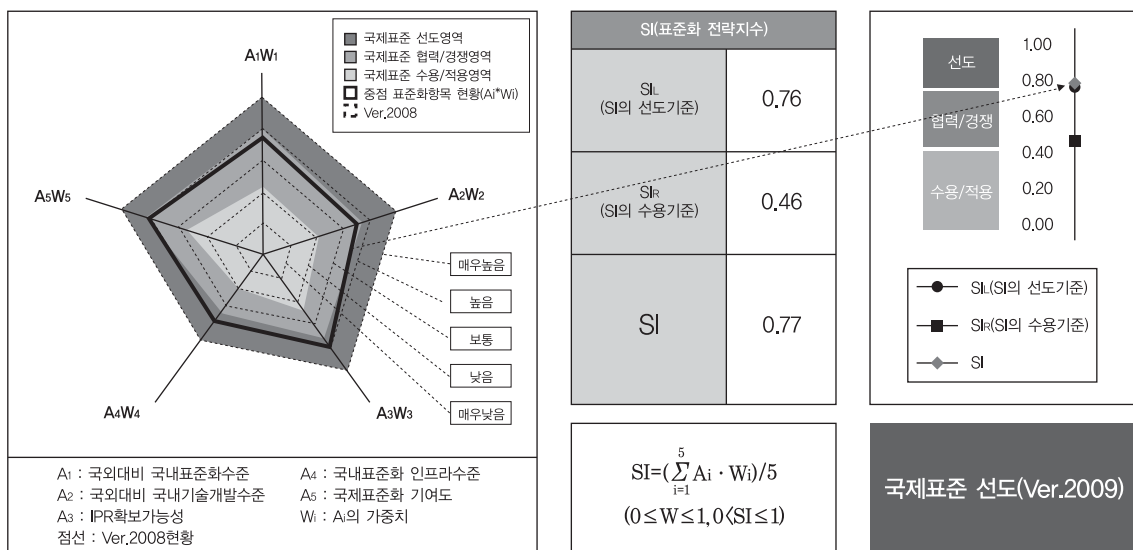 국제표준 선도영역
국제표준 협력/경쟁영역
국제표준 수용/적용영역
중점 표준화항목 현황(Ai*Wi)
Ver.2008
A1W1
A2W2
A3W3
A4W4
A5W5
매우높음
높음
보통
낮음
매우낮음
A1 : 국외대비 국내표준화수준
A2 : 국외대비 국내기술개발수준
A3 : IPR확보가능성
점선 : Ver.2008현황
A4 : 국내표준화 인프라수준
A5 : 국제표준화 기여도
Wi : Ai의 가중치
SI(표준화 전략지수)
SIL
(SI의 선도기준)
0.76
SIR
(SI의 수용기준)
0.46
SI
0.77
SI=(5∑i=1 Ai · Wi)/5
(0≤W≤1, 0<SI≤1)
선도
협력/경쟁
수용/적용
1.00
0.80
0.60
0.40
0.20
0.00
SIL(SI의 선도기준)
SIR(SI의 수용기준)
SI
국제표준 선도(Ver.2009)